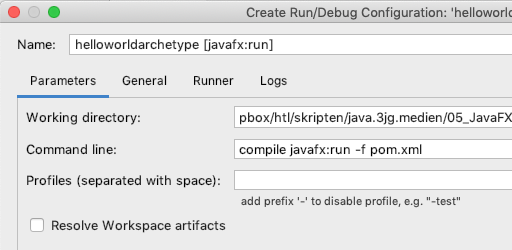 Create Run/Debug Configuration: 'helloworld
Name: helloworldarchetype [javafx:run]
Parameters General Runner Logs
Working directory: pbox/htl/skripten/java.3jg.medien/05_JavaFX
Command line: compile javafx:run -f pom.xml
Profiles (separated with space):
add prefix '-' to disable profile, e.g. "-test"
Resolve Workspace artifacts